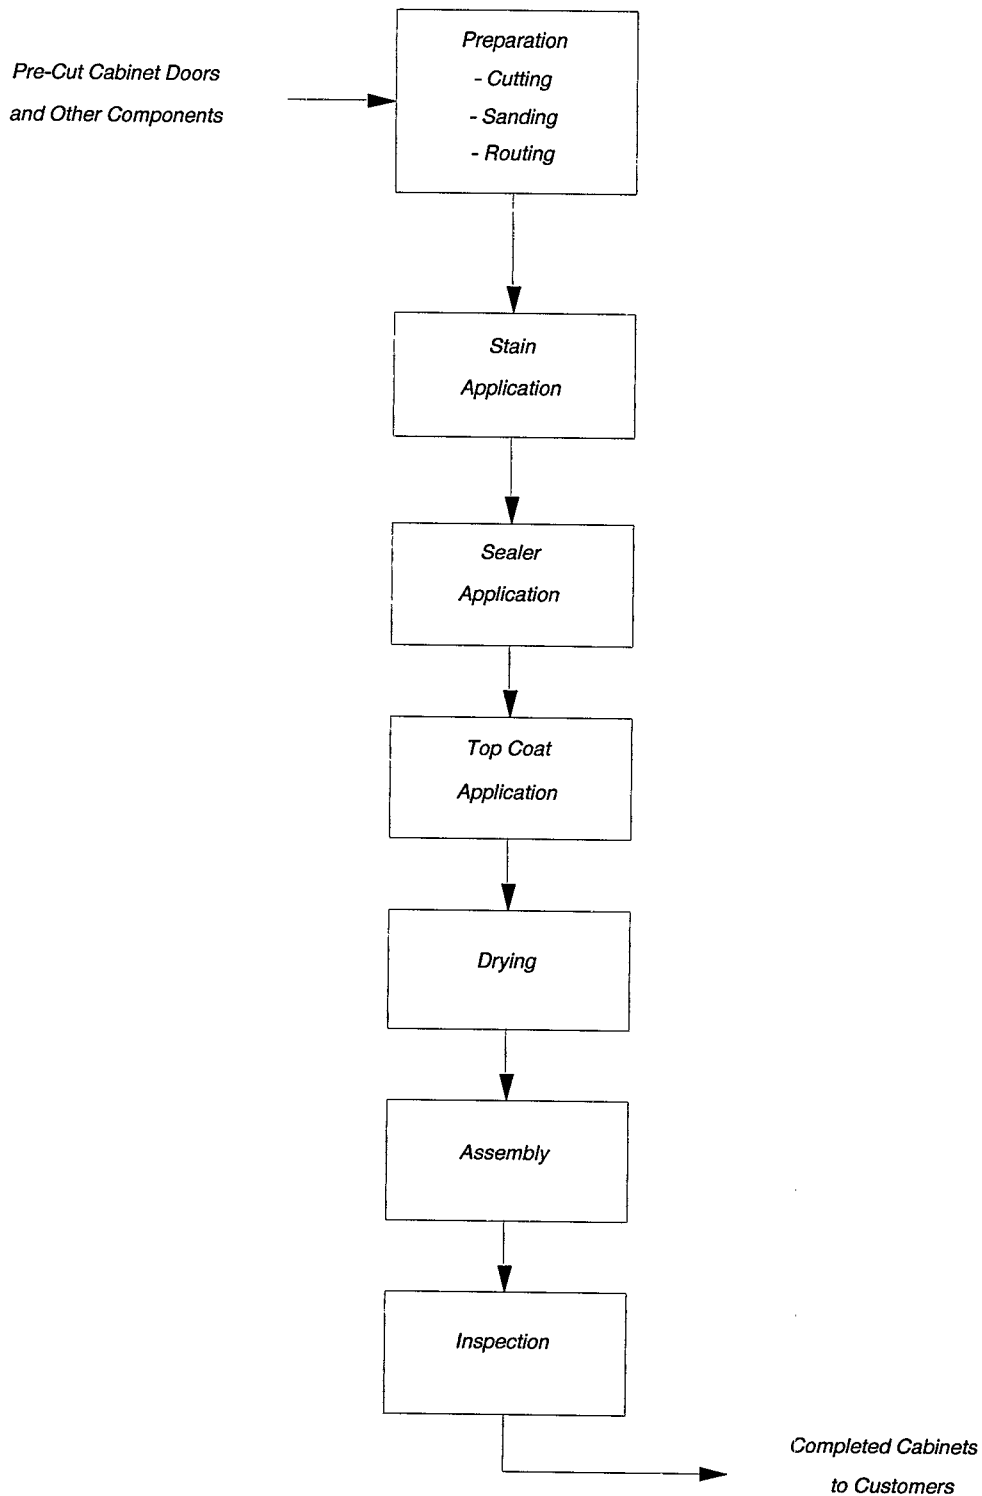 Preparation
- Cutting
- Sanding
- Routing
Pre-Cut Cabinet Doors
and Other Components
Stain
Application
Sealer
Application
Top Coat
Application
Drying
Assembly
Inspection
Completed Cabinets
to Customers